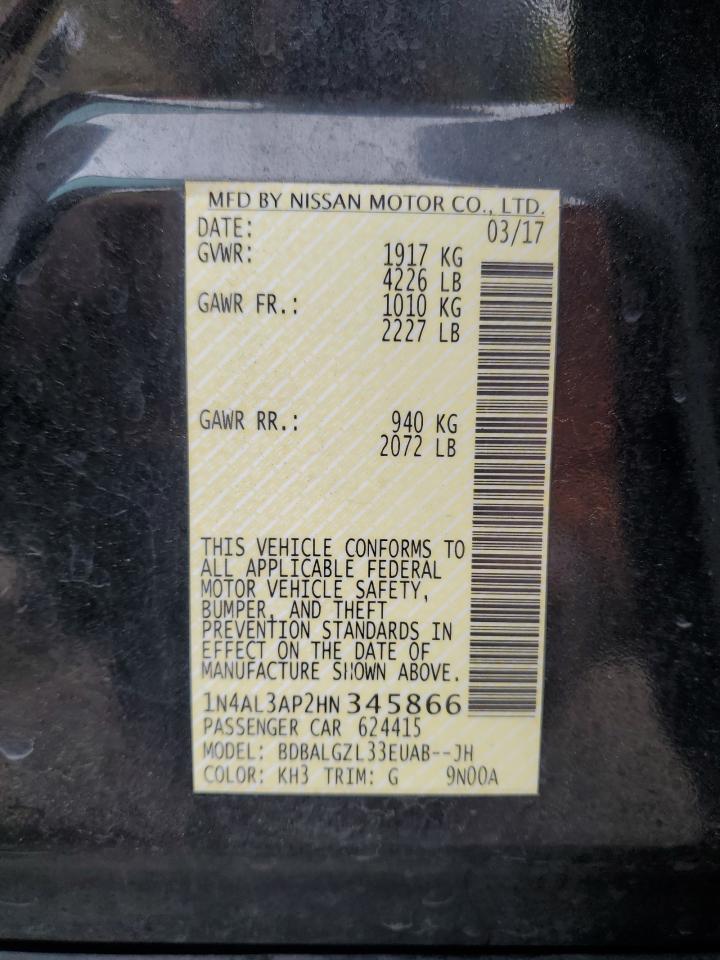 MFD BY NISSAN MOTOR CO., LTD.
DATE: 03/17
GVWR: 1917 KG
4226 LB
GAWR FR.: 1010 KG
2227 LB
GAWR RR.: 940 KG
2072 LB
THIS VEHICLE CONFORMS TO
ALL APPLICABLE FEDERAL
MOTOR VEHICLE SAFETY,
BUMPER, AND THEFT
PREVENTION STANDARDS IN
EFFECT ON THE DATE OF
MANUFACTURE SHOWN ABOVE.
1N4AL3AP2HN345866
PASSENGER CAR 624415
MODEL: BDBALGZL33EUAB--JH
COLOR: KH3 TRIM: G 9N00A